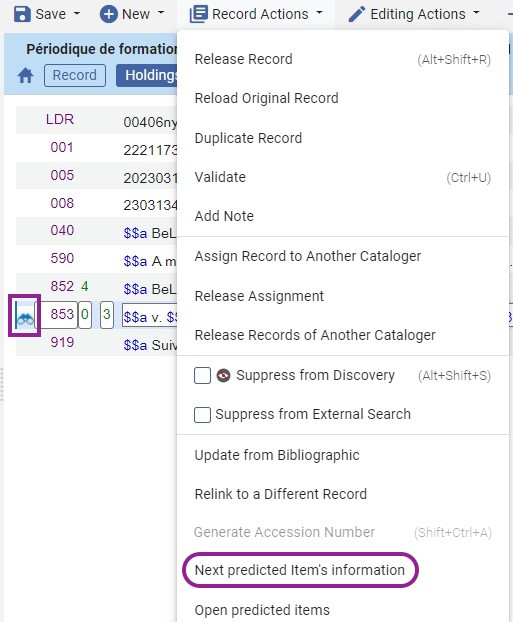 Save New Record Actions Editing Actions
Périodique de formation
Record Holdings
LDR 00406ny
001 2221173
005 2023031
008 2303134
040 $$a BeL
590 $$a A m
852 4 $$a BeL
853 0 3 $$a v. $
919 $$a Suiv
Release Record (Alt+Shift+R)
Reload Original Record
Duplicate Record
Validate (Ctrl+U)
Add Note
Assign Record to Another Cataloger
Release Assignment
Release Records of Another Cataloger
Suppress from Discovery (Alt+Shift+S)
Suppress from External Search
Update from Bibliographic
Relink to a Different Record
Generate Accession Number (Shift+Ctrl+A)
Next predicted Item's information
Open predicted items